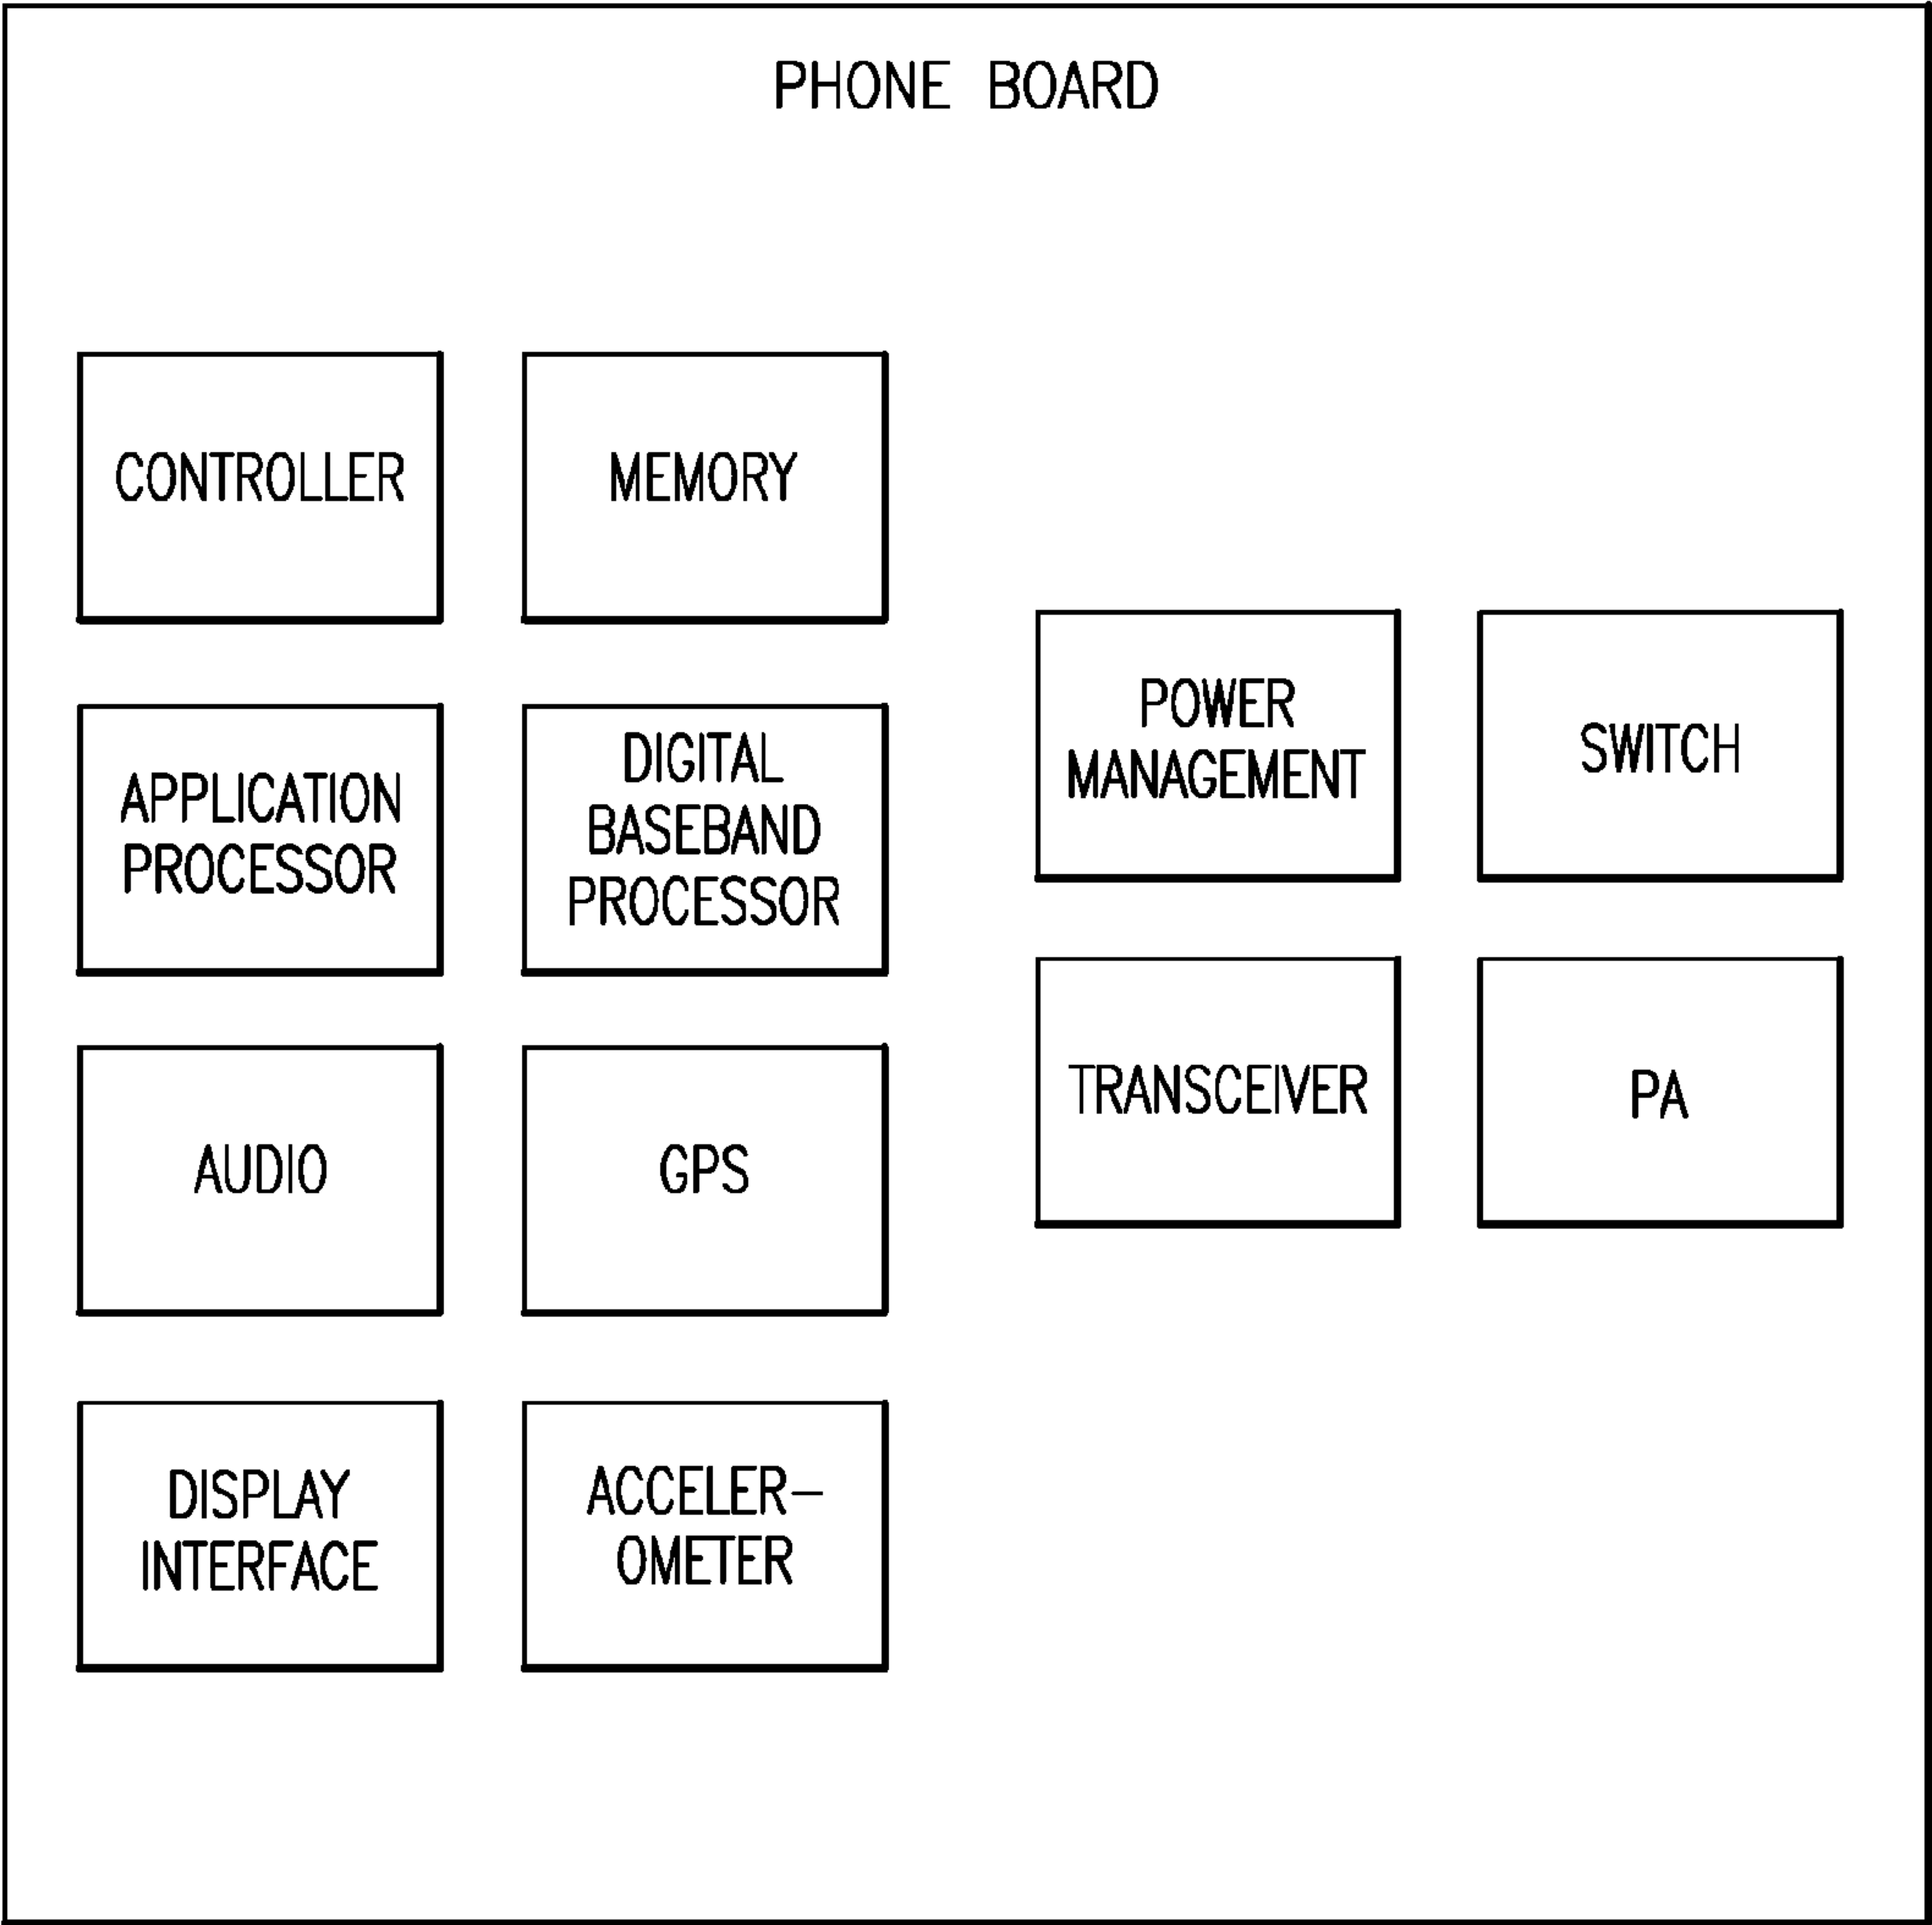 PHONE BOARD
CONTROLLER
MEMORY
APPLICATION
PROCESSOR
DIGITAL
BASEBAND
PROCESSOR
AUDIO
GPS
DISPLAY
INTERFACE
ACCELER-
OMETER
POWER
MANAGEMENT
SWITCH
TRANSCEIVER
PA